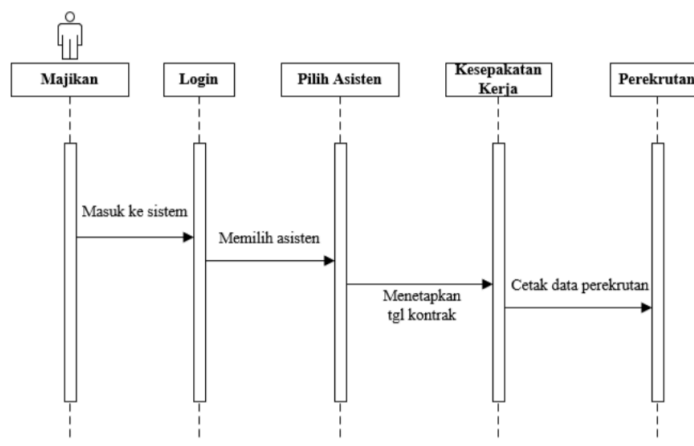 Majikan
Login
Pilih Asisten
Kesepakatan
Kerja
Perekrutan
Masuk ke sistem
Memilih asisten
Menetapkan
tgl kontrak
Cetak data perekrutan